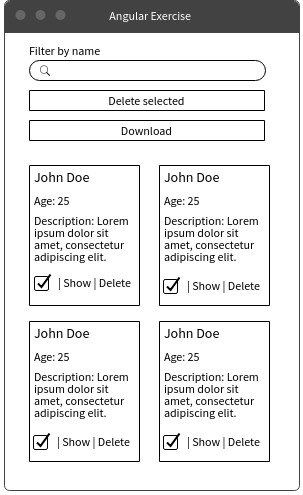 Angular Exercise
Filter by name
Delete selected
Download
John Doe
Age: 25
Description: Lorem
ipsum dolor sit
amet, consectetur
adipiscing elit.
| Show | Delete
John Doe
Age: 25
Description: Lorem
ipsum dolor sit
amet, consectetur
adipiscing elit.
| Show | Delete
John Doe
Age: 25
Description: Lorem
ipsum dolor sit
amet, consectetur
adipiscing elit.
| Show | Delete
John Doe
Age: 25
Description: Lorem
ipsum dolor sit
amet, consectetur
adipiscing elit.
| Show | Delete